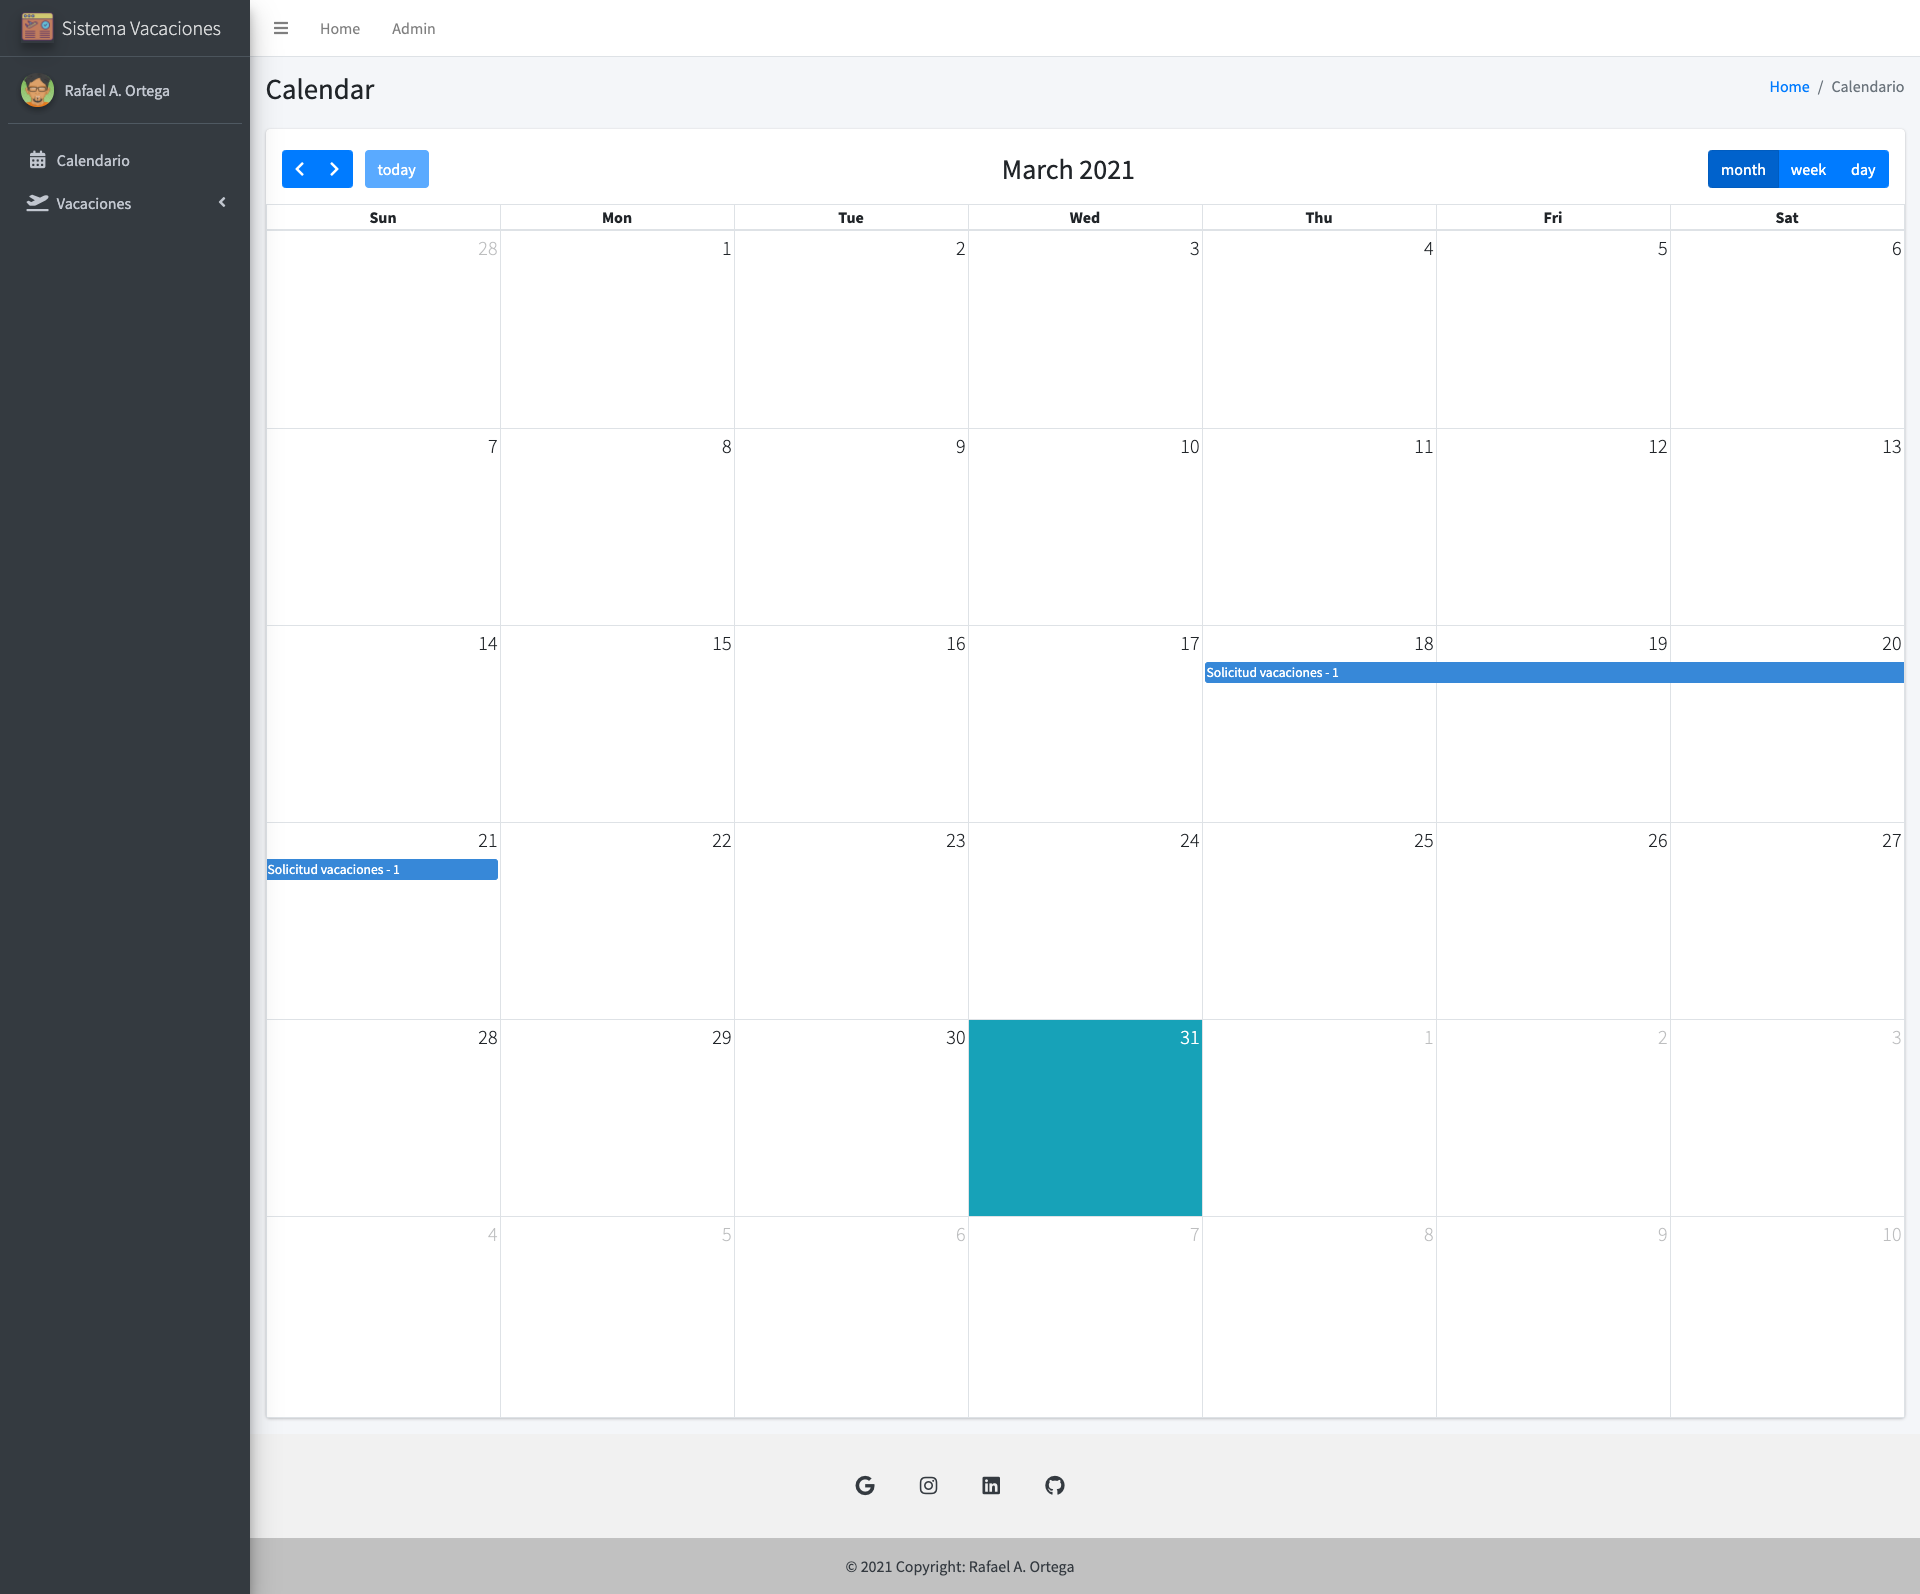 Sistema Vacaciones
Home Admin
Rafael A. Ortega
Calendario
Vacaciones
Calendar
Home / Calendario
today
March 2021
month week day
Sun Mon Tue Wed Thu Fri Sat
28 1 2 3 4 5 6
7 8 9 10 11 12 13
14 15 16 17 18 19 20
Solicitud vacaciones - 1
21 22 23 24 25 26 27
Solicitud vacaciones - 1
28 29 30 31 1 2 3
4 5 6 7 8 9 10
© 2021 Copyright: Rafael A. Ortega